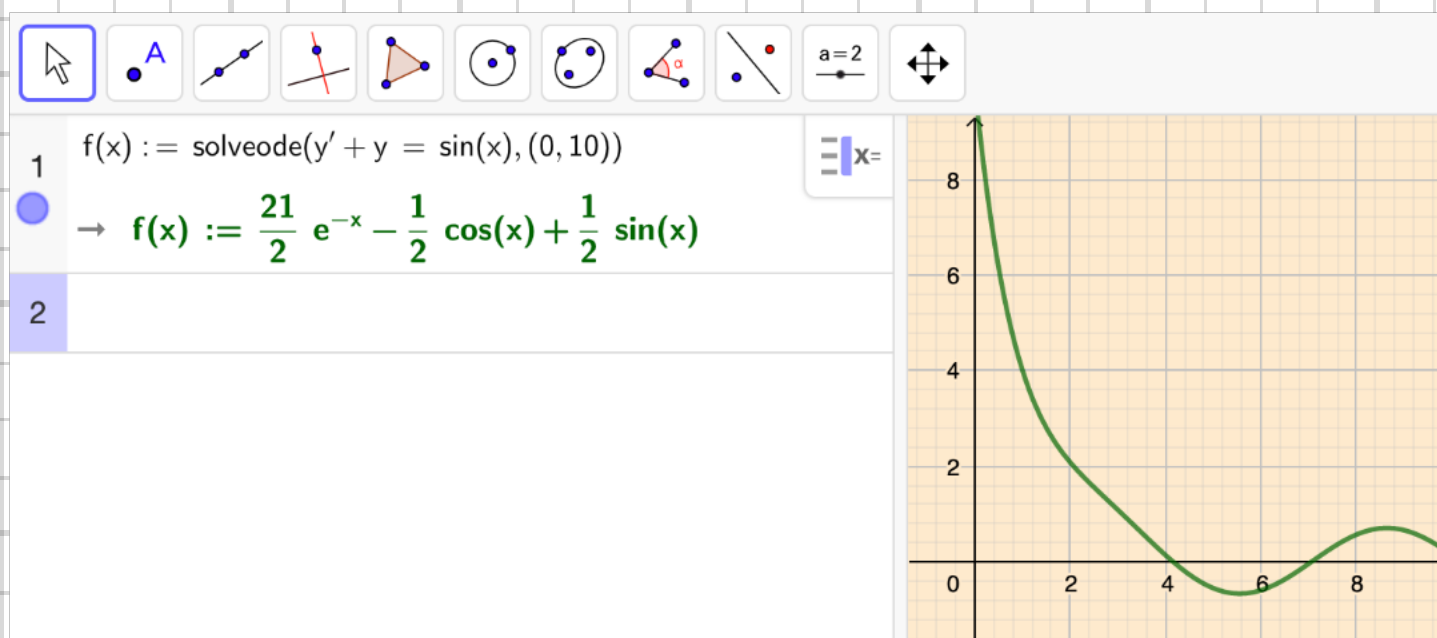 A
α
a=2
1
f(x) := solveode(y′ + y = sin(x), (0, 10))
x=
→ f(x) := 21/2 e^−x − 1/2 cos(x) + 1/2 sin(x)
2
8
6
4
2
0 2 4 6 8